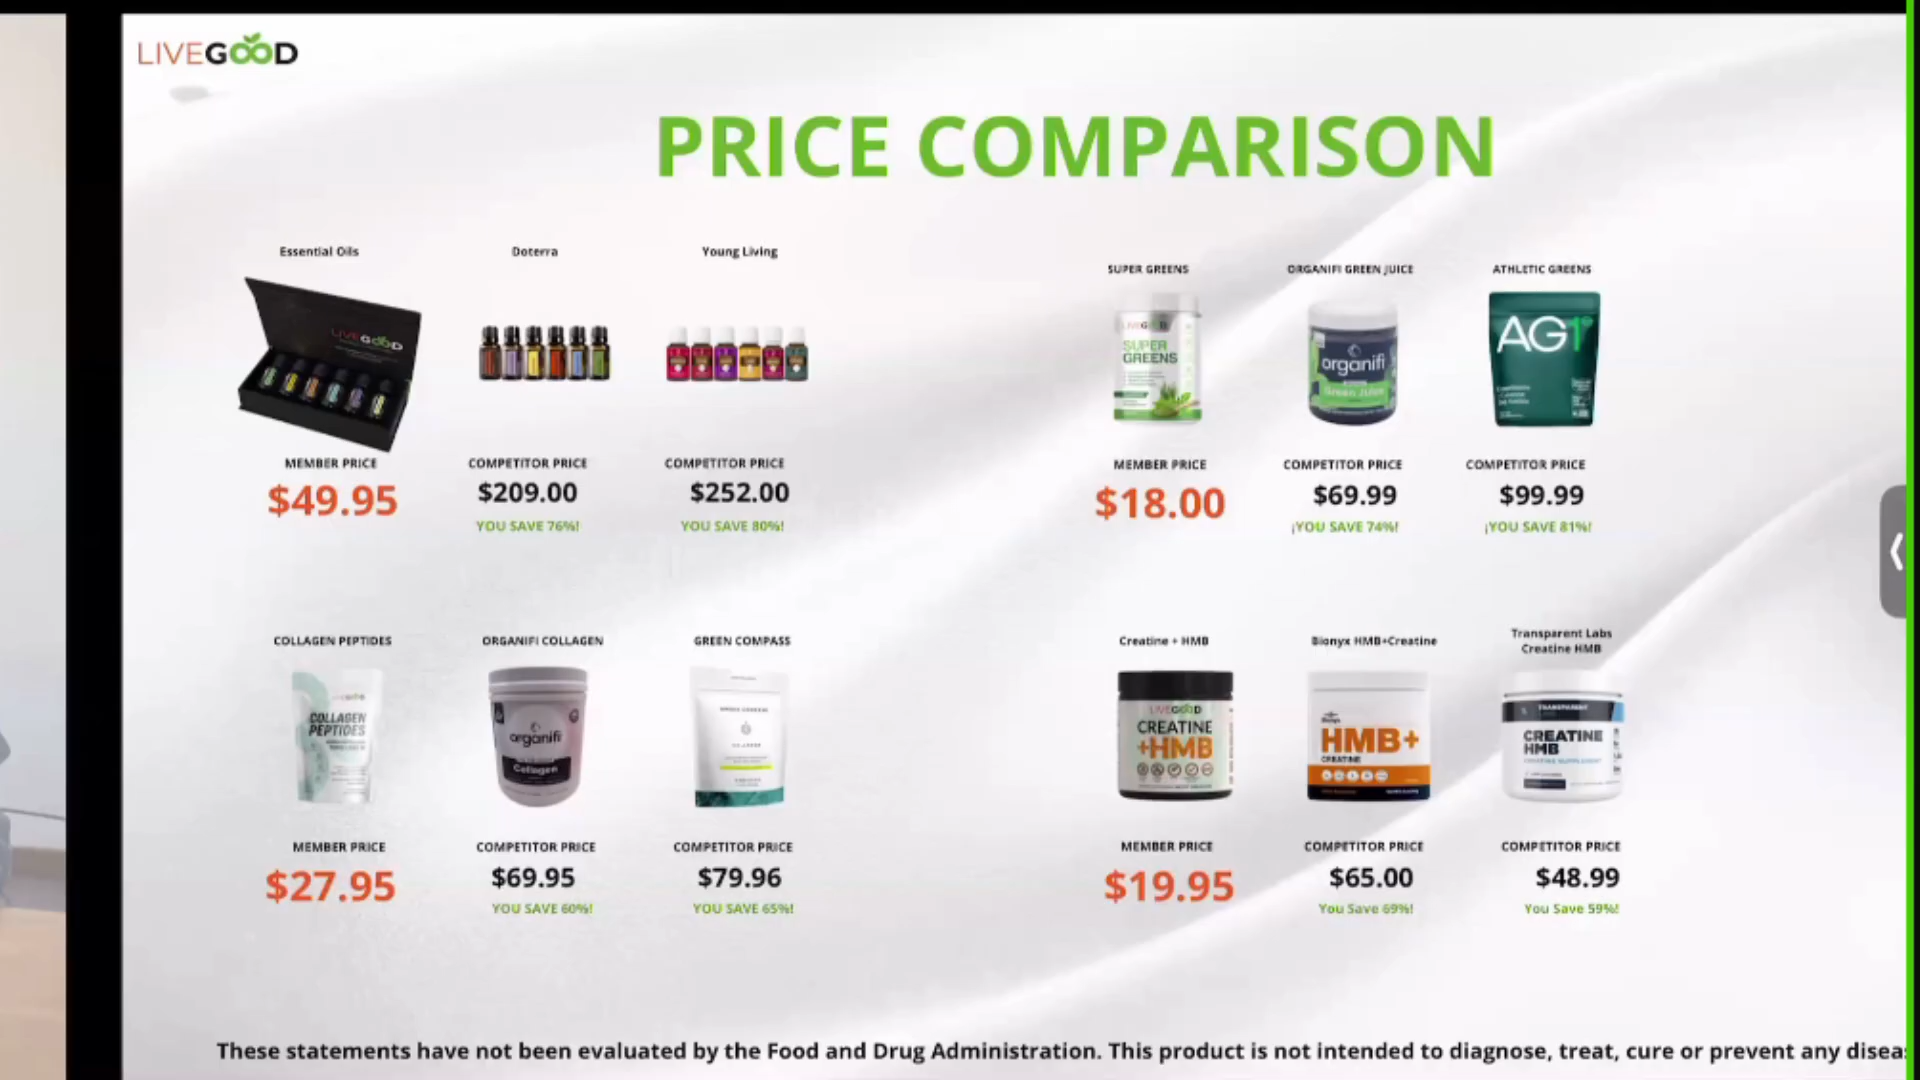 LIVEGOOD
PRICE COMPARISON
Essential Oils
Doterra
Young Living
LIVEGOOD
MEMBER PRICE
$49.95
COMPETITOR PRICE
$209.00
YOU SAVE 76%!
COMPETITOR PRICE
$252.00
YOU SAVE 80%!
SUPER GREENS
ORGANIFI GREEN JUICE
ATHLETIC GREENS
LIVEGOOD
SUPER
GREENS
organifi
Green Juice
AG1
MEMBER PRICE
$18.00
COMPETITOR PRICE
$69.99
¡YOU SAVE 74%!
COMPETITOR PRICE
$99.99
¡YOU SAVE 81%!
COLLAGEN PEPTIDES
ORGANIFI COLLAGEN
GREEN COMPASS
COLLAGEN
PEPTIDES
organifi
Collagen
MEMBER PRICE
$27.95
COMPETITOR PRICE
$69.95
YOU SAVE 60%!
COMPETITOR PRICE
$79.96
YOU SAVE 65%!
Creatine + HMB
Bionyx HMB+Creatine
Transparent Labs
Creatine HMB
LIVEGOOD
CREATINE
+HMB
Bionyx
HMB+
CREATINE
TRANSPARENT
CREATINE
HMB
MEMBER PRICE
$19.95
COMPETITOR PRICE
$65.00
You Save 69%!
COMPETITOR PRICE
$48.99
You Save 59%!
These statements have not been evaluated by the Food and Drug Administration. This product is not intended to diagnose, treat, cure or prevent any disea